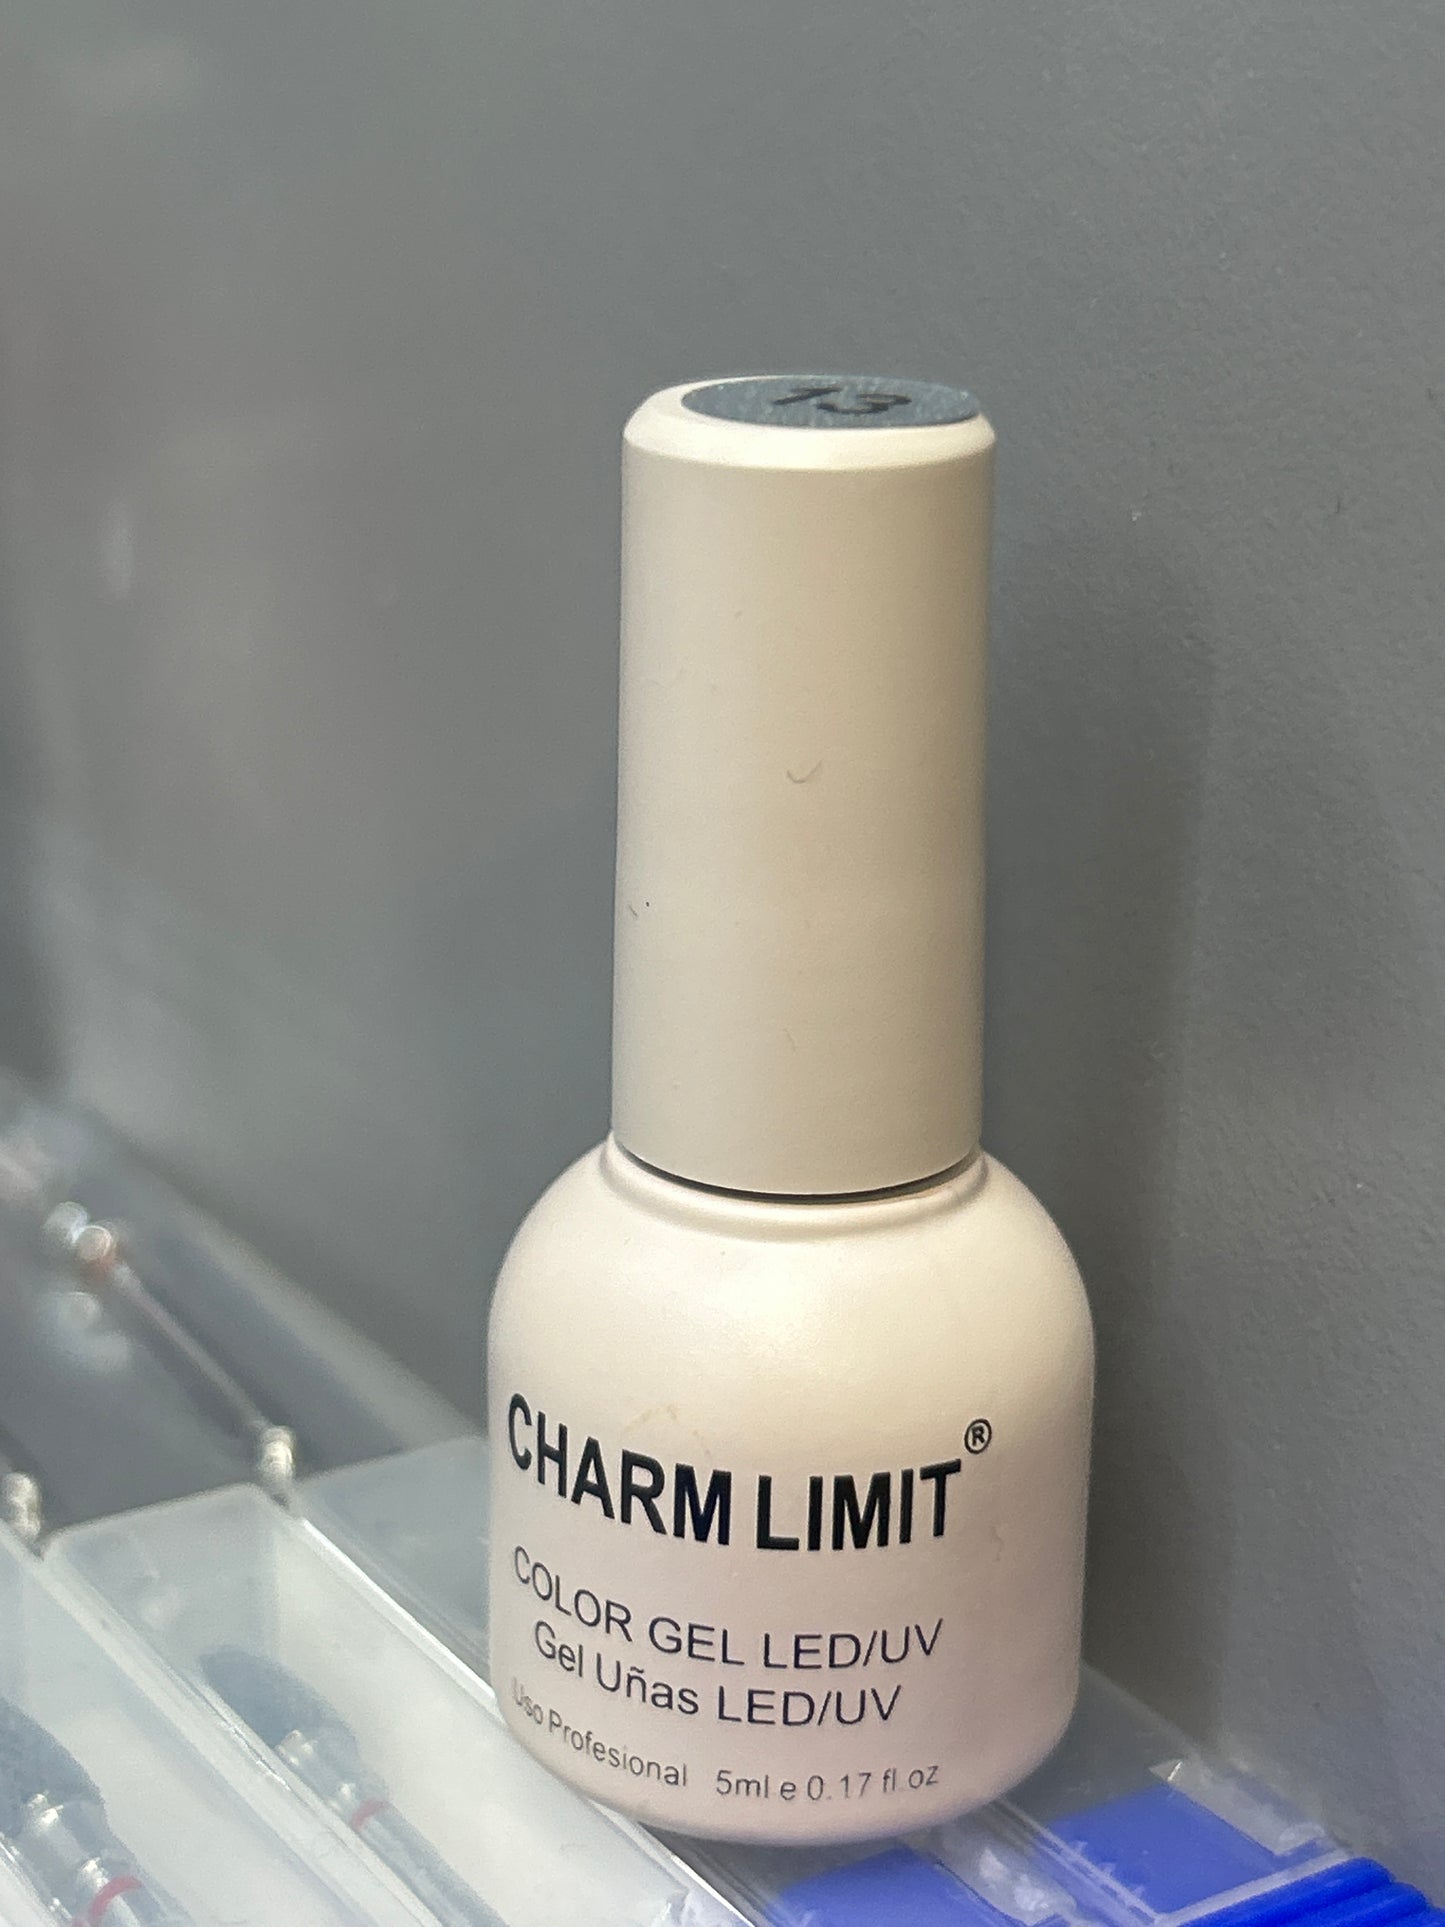 13
CHARM LIMIT®
COLOR GEL LED/UV
Gel Uñas LED/UV
Uso Profesional 5ml e 0.17 fl.oz